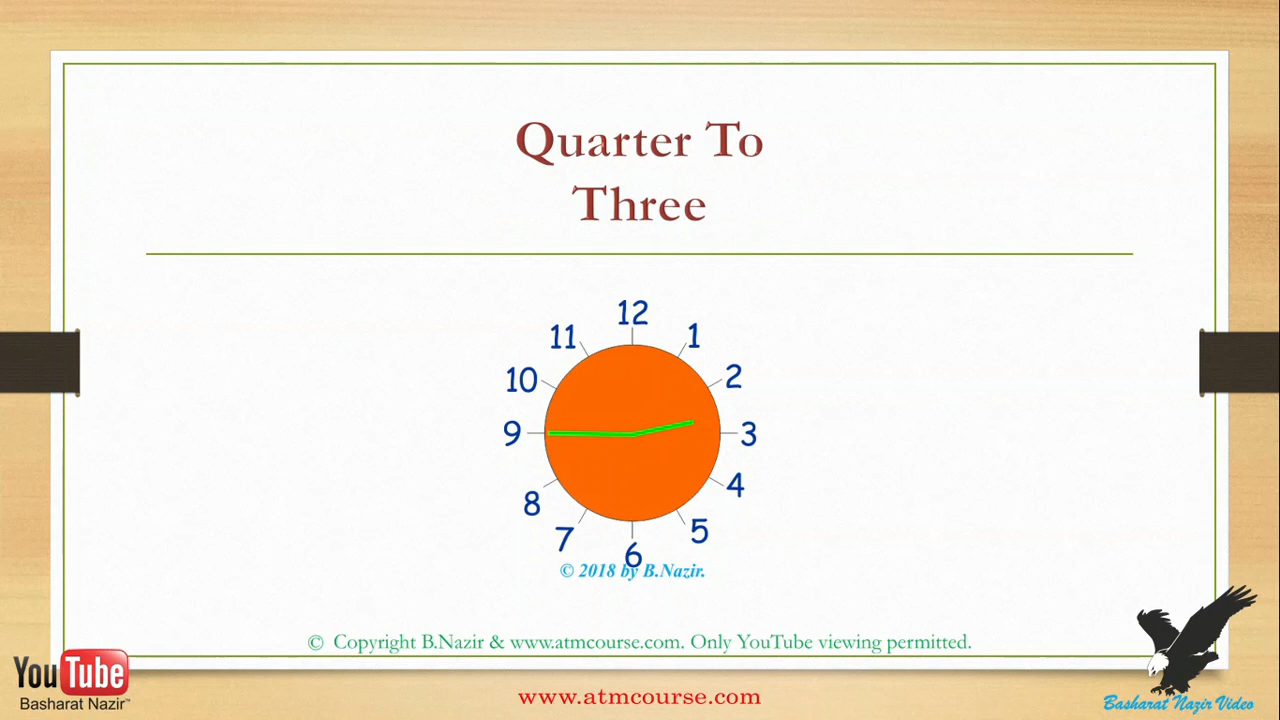 Quarter To
Three
12
11
1
10
2
9
3
8
4
7
5
6
© 2018 by B.Nazir.
© Copyright B.Nazir & www.atmcourse.com. Only YouTube viewing permitted.
YouTube
Basharat Nazir™
www.atmcourse.com
Basharat Nazir Video